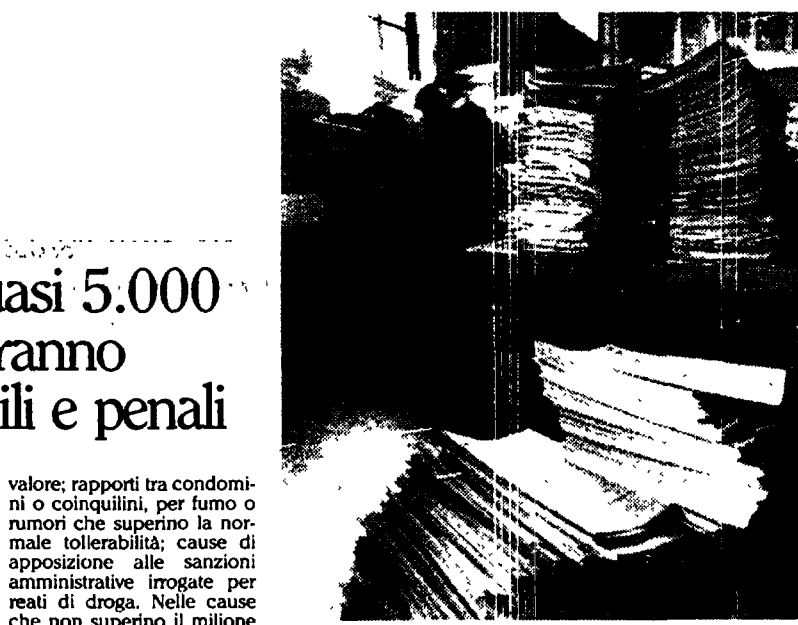 uasi 5.000
ranno
ili e penali
valore; rapporti tra condomi-
ni o coinquilini, per fumo o
rumori che superino la nor-
male tollerabilità; cause di
apposizione alle sanzioni
amministrative irrogate per
reati di droga. Nelle cause
che non superino il milione